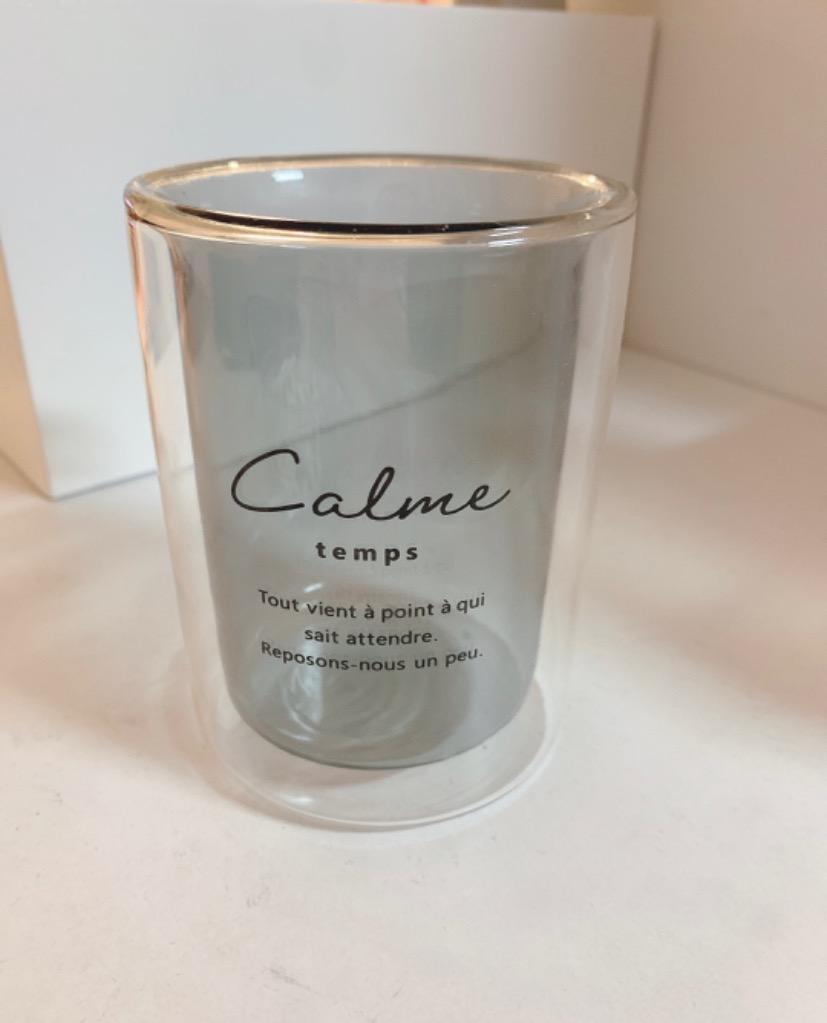 Calme
temps
Tout vient à point à qui
sait attendre.
Reposons-nous un peu.